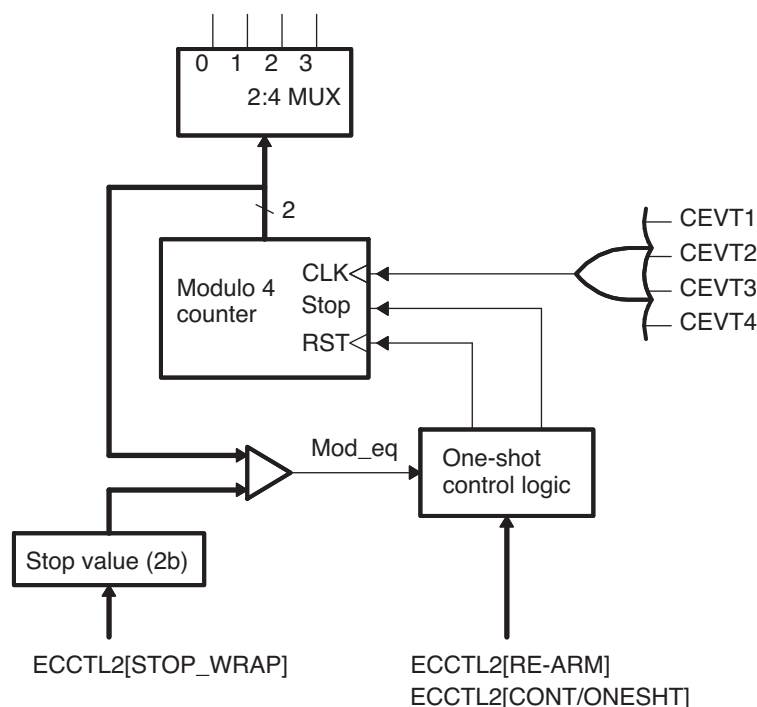 0 1 2 3
2:4 MUX
2
CEVT1
CEVT2
CEVT3
CEVT4
Modulo 4
counter
CLK
Stop
RST
Mod_eq
One-shot
control logic
Stop value (2b)
ECCTL2[STOP_WRAP]
ECCTL2[RE-ARM]
ECCTL2[CONT/ONESHT]